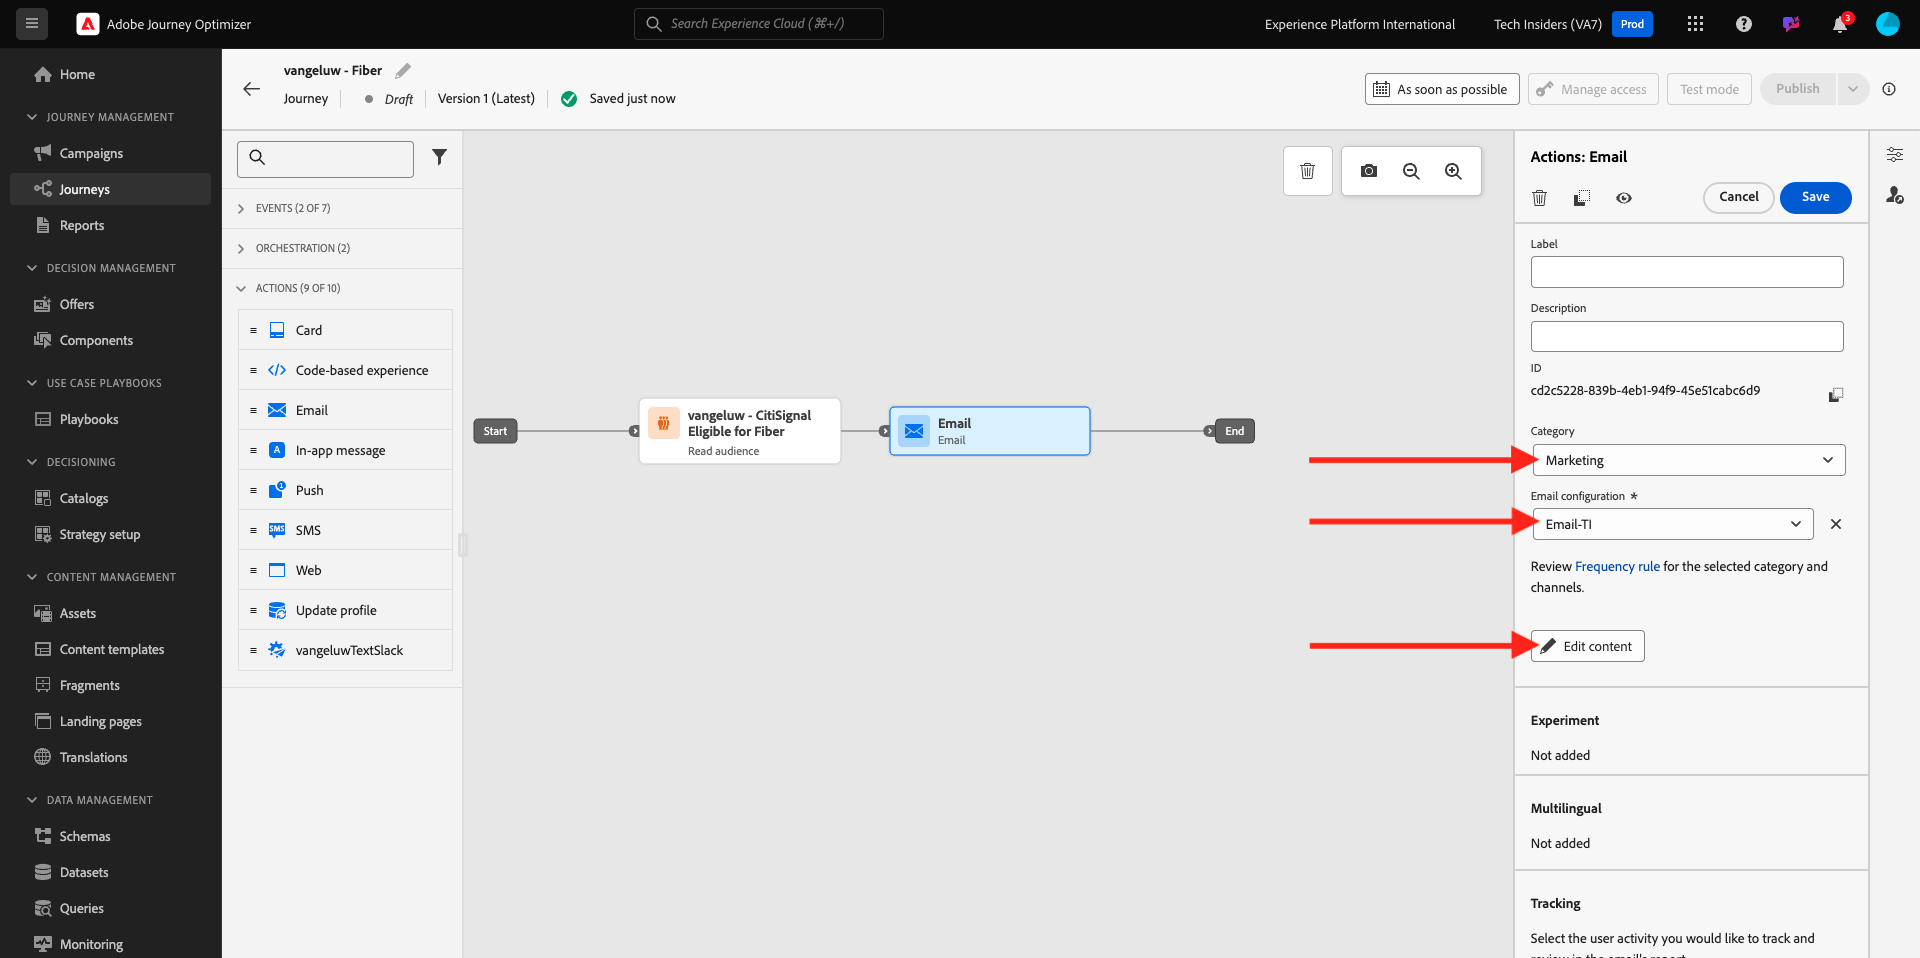 Adobe Journey Optimizer
Search Experience Cloud (⌘+/)
Experience Platform International
Tech Insiders (VA7)
Prod
3
Home
JOURNEY MANAGEMENT
Campaigns
Journeys
Reports
DECISION MANAGEMENT
Offers
Components
USE CASE PLAYBOOKS
Playbooks
DECISIONING
Catalogs
Strategy setup
CONTENT MANAGEMENT
Assets
Content templates
Fragments
Landing pages
Translations
DATA MANAGEMENT
Schemas
Datasets
Queries
Monitoring
vangeluw - Fiber
Journey
Draft
Version 1 (Latest)
Saved just now
As soon as possible
Manage access
Test mode
Publish
EVENTS (2 OF 7)
ORCHESTRATION (2)
ACTIONS (9 OF 10)
Card
Code-based experience
Email
In-app message
Push
SMS
SMS
Web
Update profile
vangeluwTextSlack
Start
vangeluw - CitiSignal
Eligible for Fiber
Read audience
Email
Email
End
Actions: Email
Cancel
Save
Label
Description
ID
cd2c5228-839b-4eb1-94f9-45e51cabc6d9
Category
Marketing
Email configuration *
Email-TI
Review Frequency rule for the selected category and
channels.
Edit content
Experiment
Not added
Multilingual
Not added
Tracking
Select the user activity you would like to track and
review in the email's report